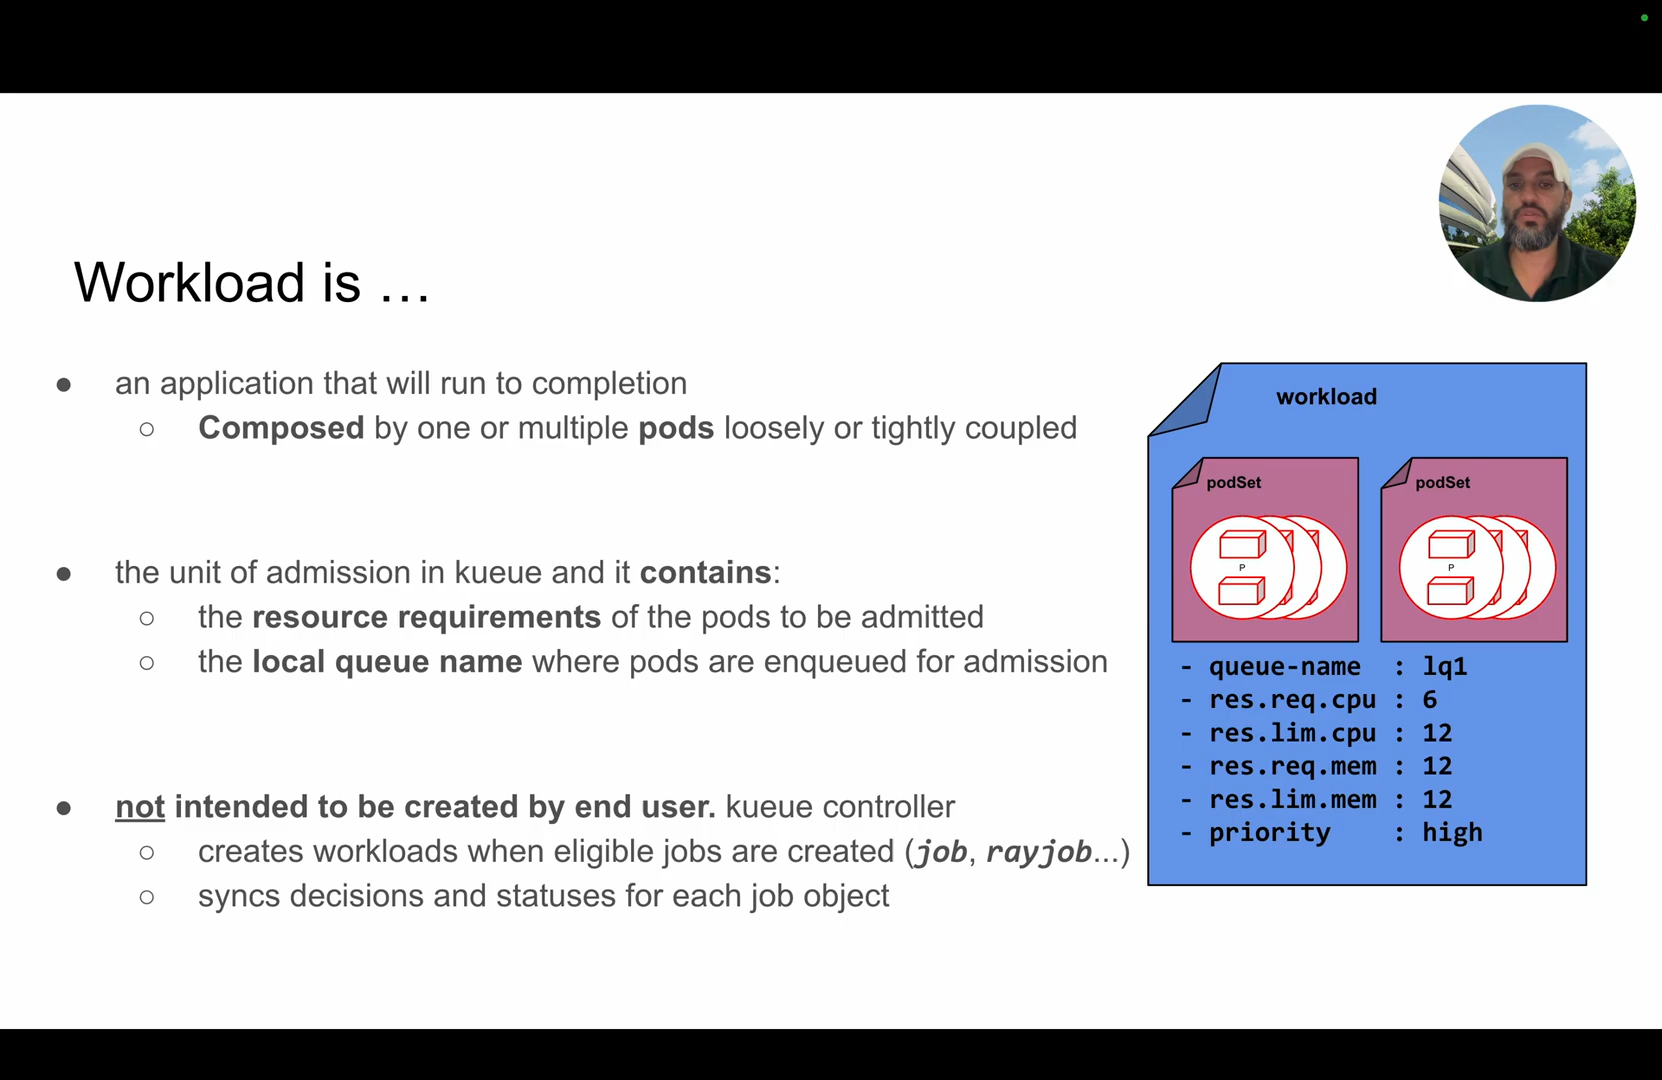 Workload is …
● an application that will run to completion
○ Composed by one or multiple pods loosely or tightly coupled
● the unit of admission in kueue and it contains:
○ the resource requirements of the pods to be admitted
○ the local queue name where pods are enqueued for admission
● not intended to be created by end user. kueue controller
○ creates workloads when eligible jobs are created (job, rayjob...)
○ syncs decisions and statuses for each job object
workload
podSet
podSet
P
P
- queue-name : lq1
- res.req.cpu : 6
- res.lim.cpu : 12
- res.req.mem : 12
- res.lim.mem : 12
- priority : high